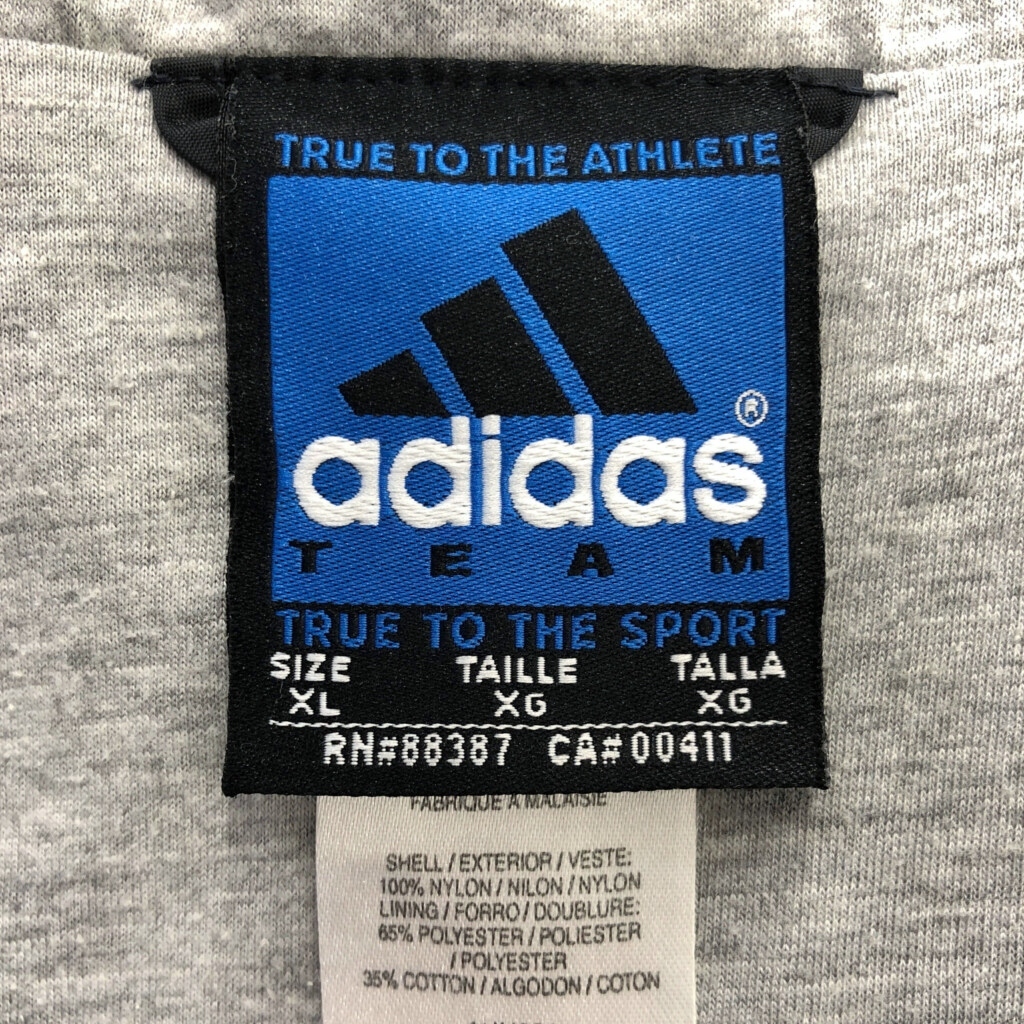 TRUE TO THE ATHLETE
®
adidas
TEAM
TRUE TO THE SPORT
SIZE TAILLE TALLA
XL XG XG
RN#88387 CA#00411
FABRIQUE A MALAISIE
SHELL / EXTERIOR / VESTE:
100% NYLON / NILON / NYLON
LINING / FORRO / DOUBLURE:
65% POLYESTER / POLIESTER
/ POLYESTER
35% COTTON / ALGODON / COTON